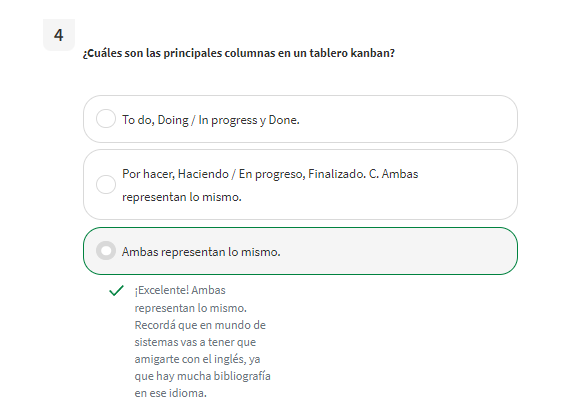 4
¿Cuáles son las principales columnas en un tablero kanban?
To do, Doing / In progress y Done.
Por hacer, Haciendo / En progreso, Finalizado. C. Ambas
representan lo mismo.
Ambas representan lo mismo.
¡Excelente! Ambas
representan lo mismo.
Recordá que en mundo de
sistemas vas a tener que
amigarte con el inglés, ya
que hay mucha bibliografía
en ese idioma.